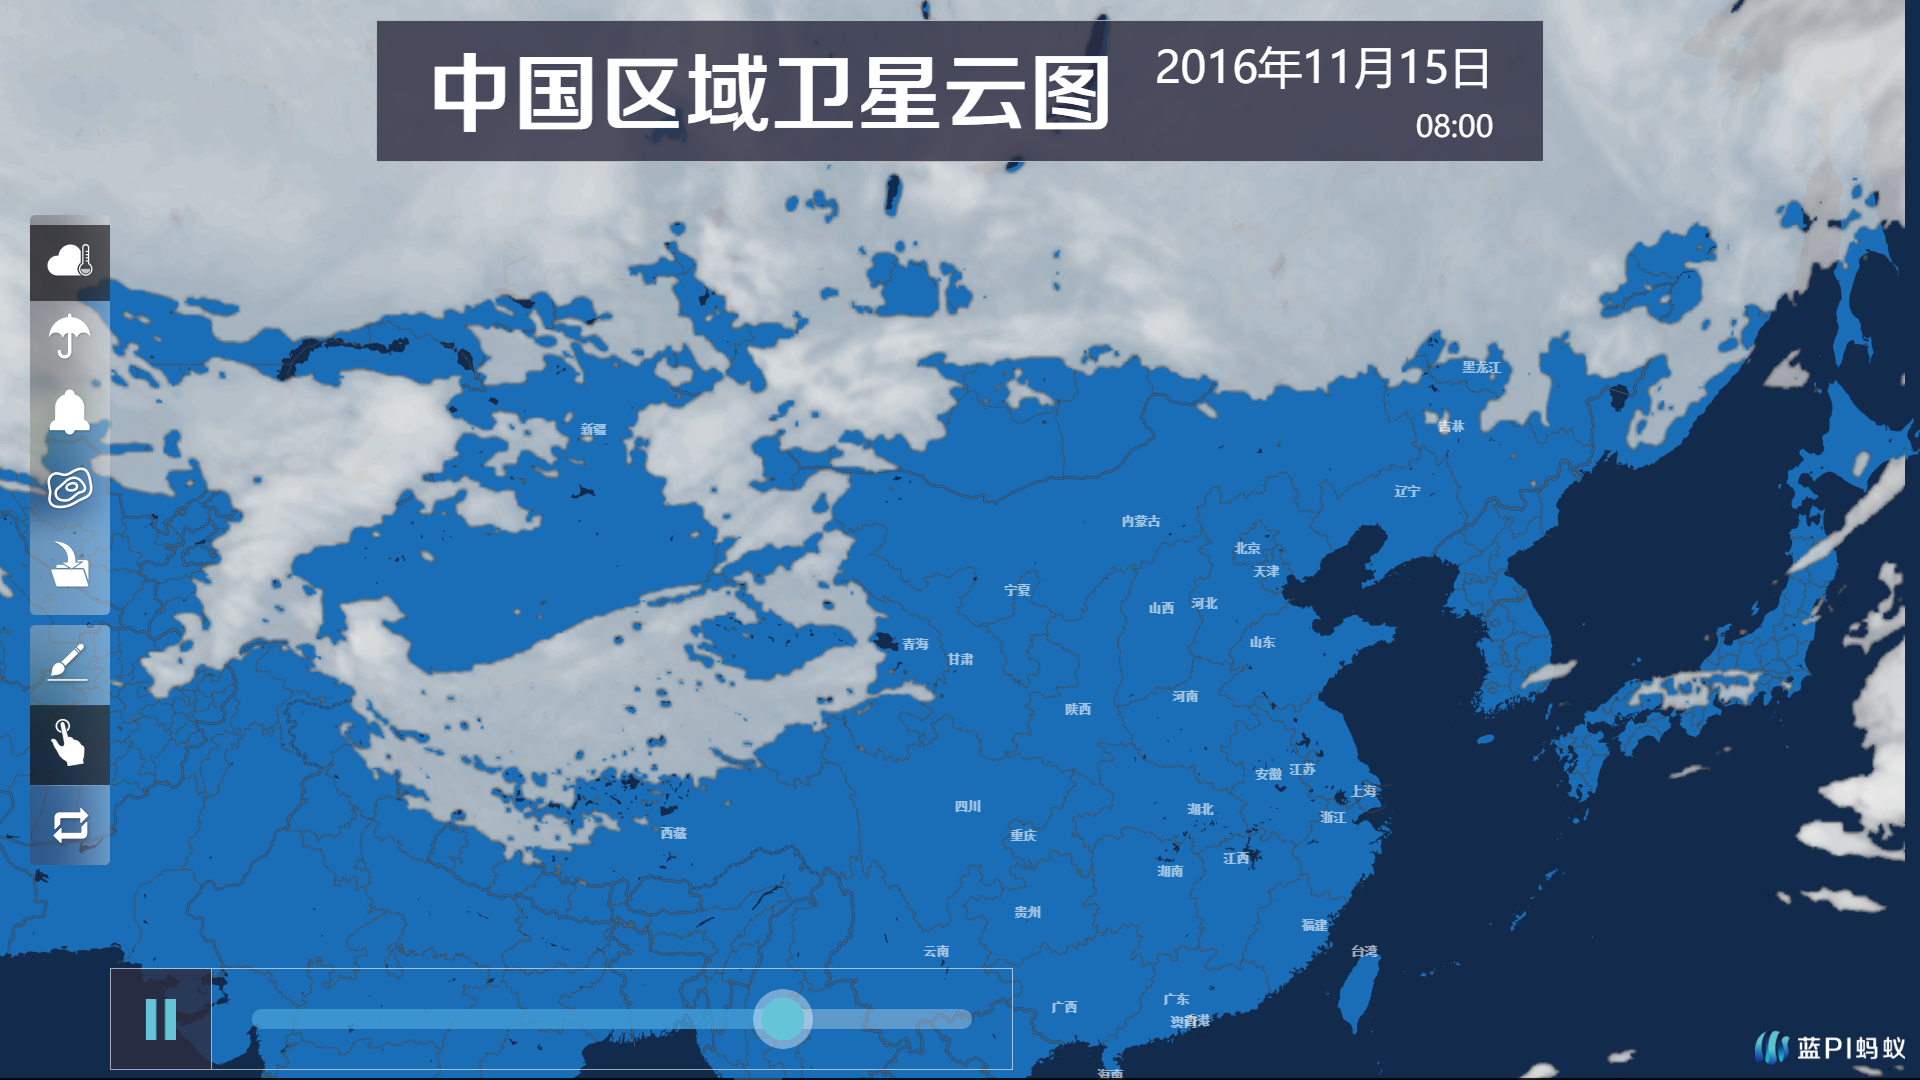 中国区域卫星云图
2016年11月15日
08:00
黑龙江
吉林
新疆
辽宁
内蒙古
北京
天津
宁夏
山西
河北
青海
甘肃
山东
河南
陕西
安徽
江苏
上海
四川
湖北
浙江
西藏
重庆
江西
湖南
贵州
福建
云南
台湾
广西
广东
澳门
香港
海南
蓝PI蚂蚁